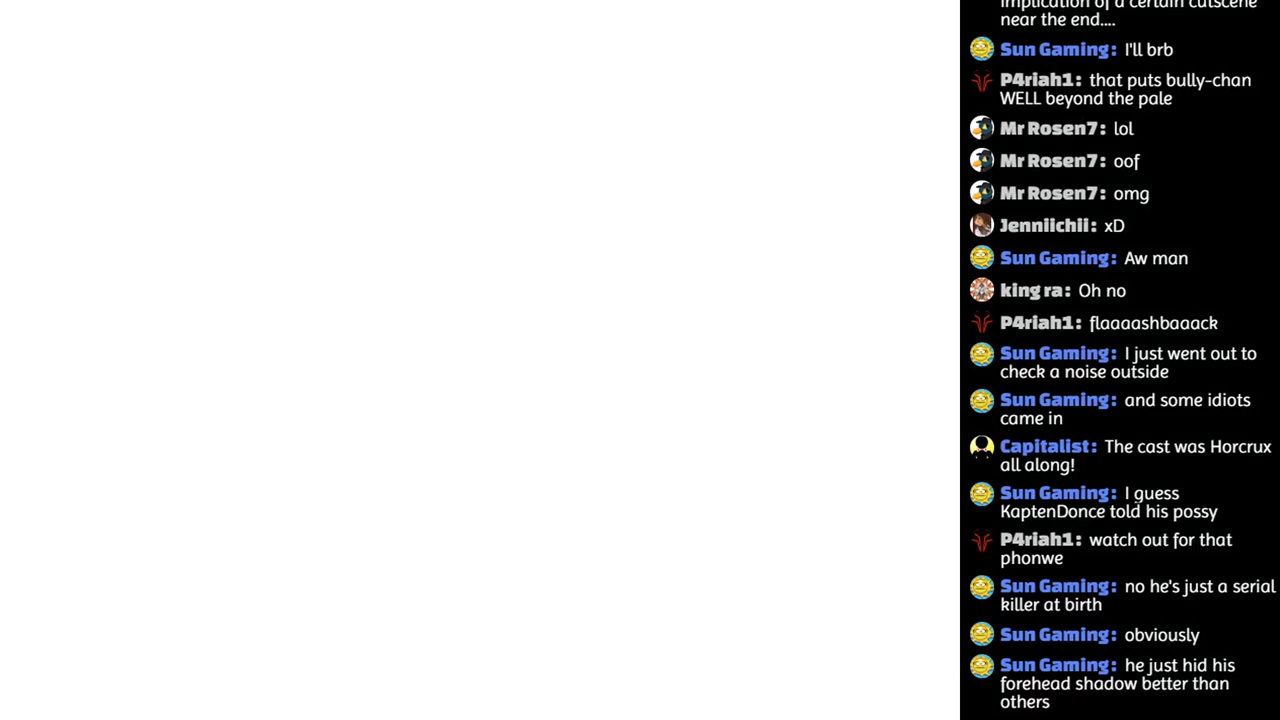 implication of a certain cutscene
near the end....
Sun Gaming: I'll brb
P4riah1: that puts bully-chan
WELL beyond the pale
Mr Rosen7: lol
Mr Rosen7: oof
Mr Rosen7: omg
Jenniichii: xD
Sun Gaming: Aw man
king ra: Oh no
P4riah1: flaaaashbaaack
Sun Gaming: I just went out to
check a noise outside
Sun Gaming: and some idiots
came in
Capitalist: The cast was Horcrux
all along!
Sun Gaming: I guess
KaptenDonce told his possy
P4riah1: watch out for that
phonwe
Sun Gaming: no he's just a serial
killer at birth
Sun Gaming: obviously
Sun Gaming: he just hid his
forehead shadow better than
others